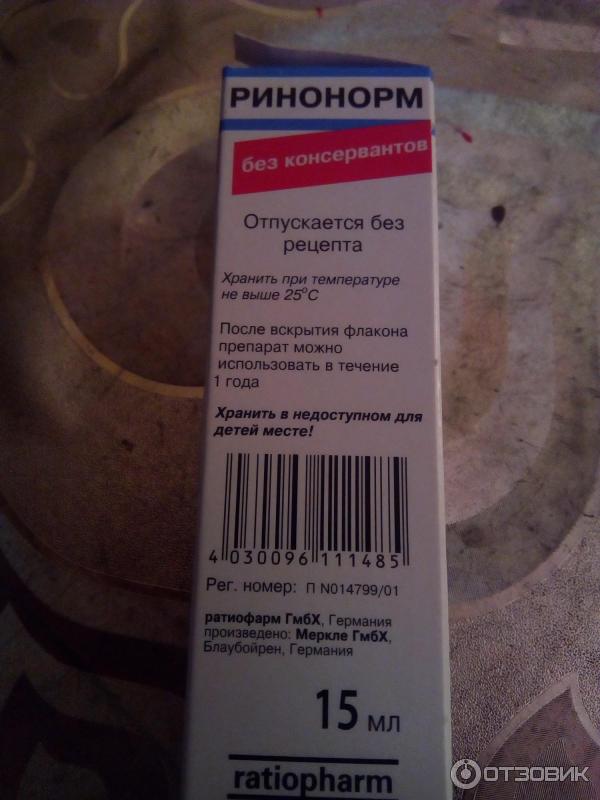 РИНОНОРМ
без консервантов
Отпускается без
рецепта
Хранить при температуре
не выше 25°С
После вскрытия флакона
препарат можно
использовать в течение
1 года
Хранить в недоступном для
детей месте!
4 030096 111485
Рег. номер: П N014799/01
ратиофарм ГмбХ, Германия
произведено: Меркле ГмбХ,
Блаубойрен, Германия
15 мл
ratiopharm
ОТЗОВИК